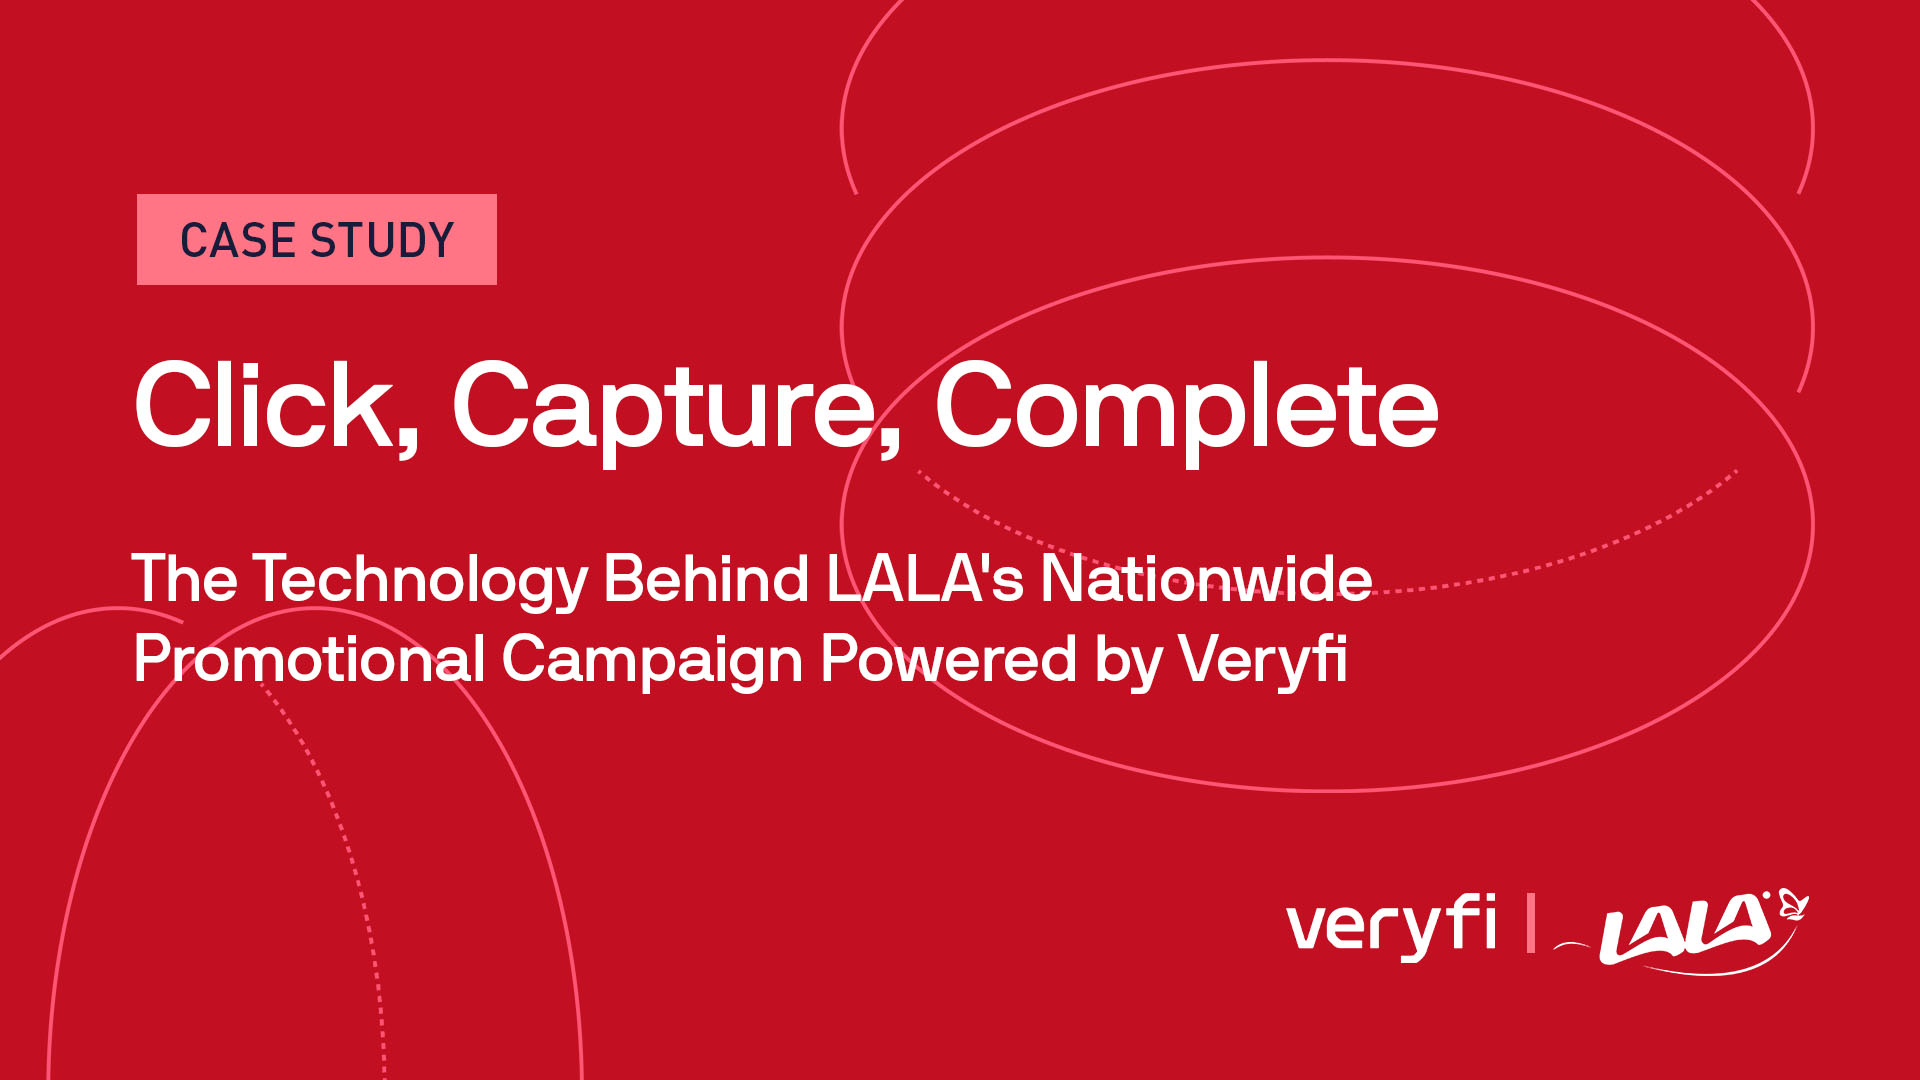 CASE STUDY
Click, Capture, Complete
The Technology Behind LALA's Nationwide
Promotional Campaign Powered by Veryfi
veryfi | LALA